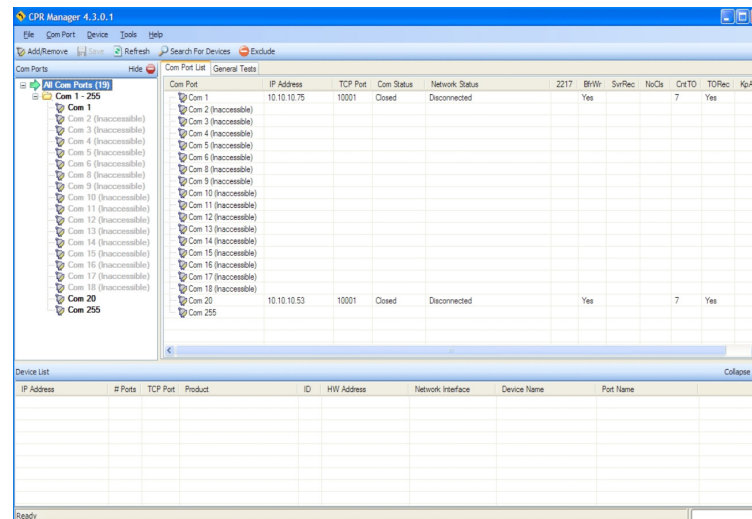 CPR Manager 4.3.0.1
File Com Port Device Tools Help
Add/Remove Save Refresh Search For Devices Exclude
Com Ports Hide
All Com Ports (19)
Com 1 - 255
Com 1
Com 2 (Inaccessible)
Com 3 (Inaccessible)
Com 4 (Inaccessible)
Com 5 (Inaccessible)
Com 6 (Inaccessible)
Com 8 (Inaccessible)
Com 9 (Inaccessible)
Com 10 (Inaccessible)
Com 11 (Inaccessible)
Com 12 (Inaccessible)
Com 13 (Inaccessible)
Com 14 (Inaccessible)
Com 15 (Inaccessible)
Com 16 (Inaccessible)
Com 17 (Inaccessible)
Com 18 (Inaccessible)
Com 20
Com 255
Com Port List General Tests
Com Port IP Address TCP Port Com Status Network Status 2217 BfrWr SvrRec NoCls CntTO TORec KpA
Com 1 10.10.10.75 10001 Closed Disconnected Yes 7 Yes
Com 2 (Inaccessible)
Com 3 (Inaccessible)
Com 4 (Inaccessible)
Com 5 (Inaccessible)
Com 6 (Inaccessible)
Com 8 (Inaccessible)
Com 9 (Inaccessible)
Com 10 (Inaccessible)
Com 11 (Inaccessible)
Com 12 (Inaccessible)
Com 13 (Inaccessible)
Com 14 (Inaccessible)
Com 15 (Inaccessible)
Com 16 (Inaccessible)
Com 17 (Inaccessible)
Com 18 (Inaccessible)
Com 20 10.10.10.53 10001 Closed Disconnected Yes 7 Yes
Com 255
Device List Collapse
IP Address # Ports TCP Port Product ID HW Address Network Interface Device Name Port Name
Ready